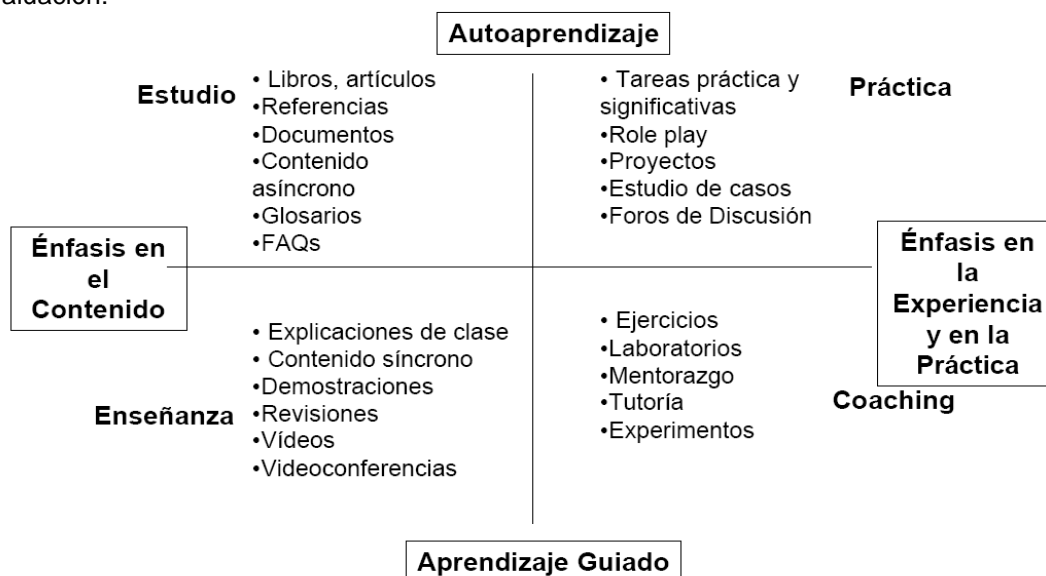 Autoaprendizaje
Estudio
• Libros, artículos
•Referencias
•Documentos
•Contenido
asíncrono
•Glosarios
•FAQs
• Tareas práctica y
significativas
•Role play
•Proyectos
•Estudio de casos
•Foros de Discusión
Práctica
Énfasis en
el
Contenido
Énfasis en
la
Experiencia
y en la
Práctica
Enseñanza
• Explicaciones de clase
• Contenido síncrono
•Demostraciones
•Revisiones
•Vídeos
•Videoconferencias
• Ejercicios
•Laboratorios
•Mentorazgo
•Tutoría
•Experimentos
Coaching
Aprendizaje Guiado